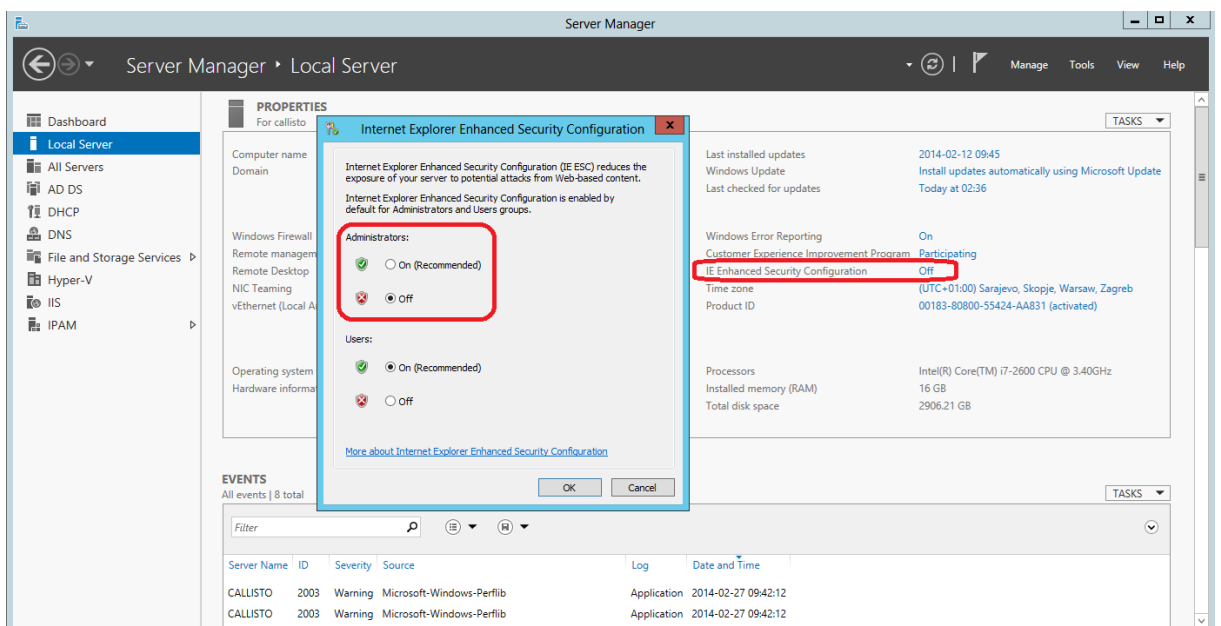 Server Manager
Server Manager • Local Server
Manage Tools View Help
Dashboard
Local Server
All Servers
AD DS
DHCP
DNS
File and Storage Services
Hyper-V
IIS
IPAM
PROPERTIES
For callisto
TASKS
Computer name
Domain
Windows Firewall
Remote managem
Remote Desktop
NIC Teaming
vEthernet (Local A
Operating system
Hardware informa
Internet Explorer Enhanced Security Configuration
Internet Explorer Enhanced Security Configuration (IE ESC) reduces the
exposure of your server to potential attacks from Web-based content.
Internet Explorer Enhanced Security Configuration is enabled by
default for Administrators and Users groups.
Administrators:
On (Recommended)
Off
Users:
On (Recommended)
Off
More about Internet Explorer Enhanced Security Configuration
OK Cancel
Last installed updates 2014-02-12 09:45
Windows Update Install updates automatically using Microsoft Update
Last checked for updates Today at 02:36
Windows Error Reporting On
Customer Experience Improvement Program Participating
IE Enhanced Security Configuration Off
Time zone (UTC+01:00) Sarajevo, Skopje, Warsaw, Zagreb
Product ID 00183-80800-55424-AA831 (activated)
Processors Intel(R) Core(TM) i7-2600 CPU @ 3.40GHz
Installed memory (RAM) 16 GB
Total disk space 2906.21 GB
EVENTS
All events | 8 total
TASKS
Filter
Server Name ID Severity Source Log Date and Time
CALLISTO 2003 Warning Microsoft-Windows-Perflib Application 2014-02-27 09:42:12
CALLISTO 2003 Warning Microsoft-Windows-Perflib Application 2014-02-27 09:42:12